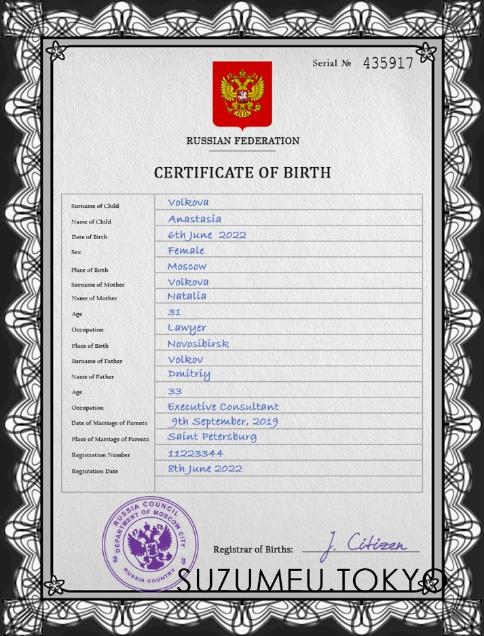 Serial № 435917
RUSSIAN FEDERATION
CERTIFICATE OF BIRTH
Surname of Child Volkova
Name of Child Anastasia
Date of Birth 6th June 2022
Sex Female
Place of Birth Moscow
Surname of Mother Volkova
Name of Mother Natalia
Age 31
Occupation Lawyer
Place of Birth Novosibirsk
Surname of Father Volkov
Name of Father Dmitriy
Age 33
Occupation Executive Consultant
Date of Marriage of Parents 9th September, 2019
Place of Marriage of Parents Saint Petersburg
Registration Number 11223344
Registration Date 8th June 2022
RUSSIA COUNCIL
DEPARTMENT OF MOSCOW CITY
RUSSIA COUNTRY
Registrar of Births: J. Citizen
SUZUMEU.TOKYO